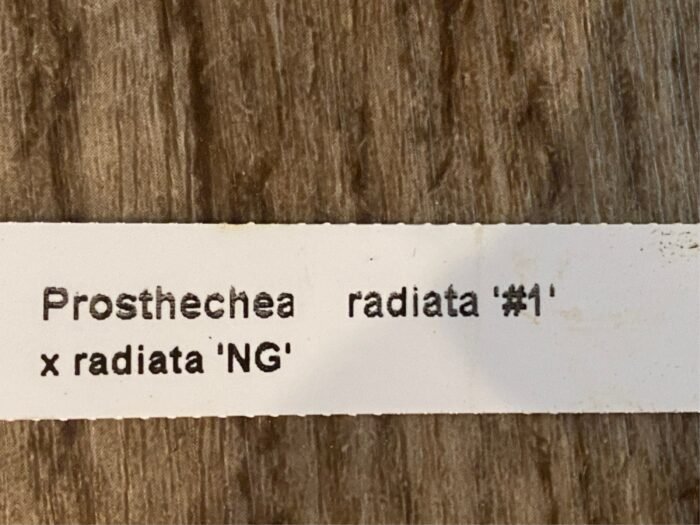 Prosthechea radiata '#1'
x radiata 'NG'